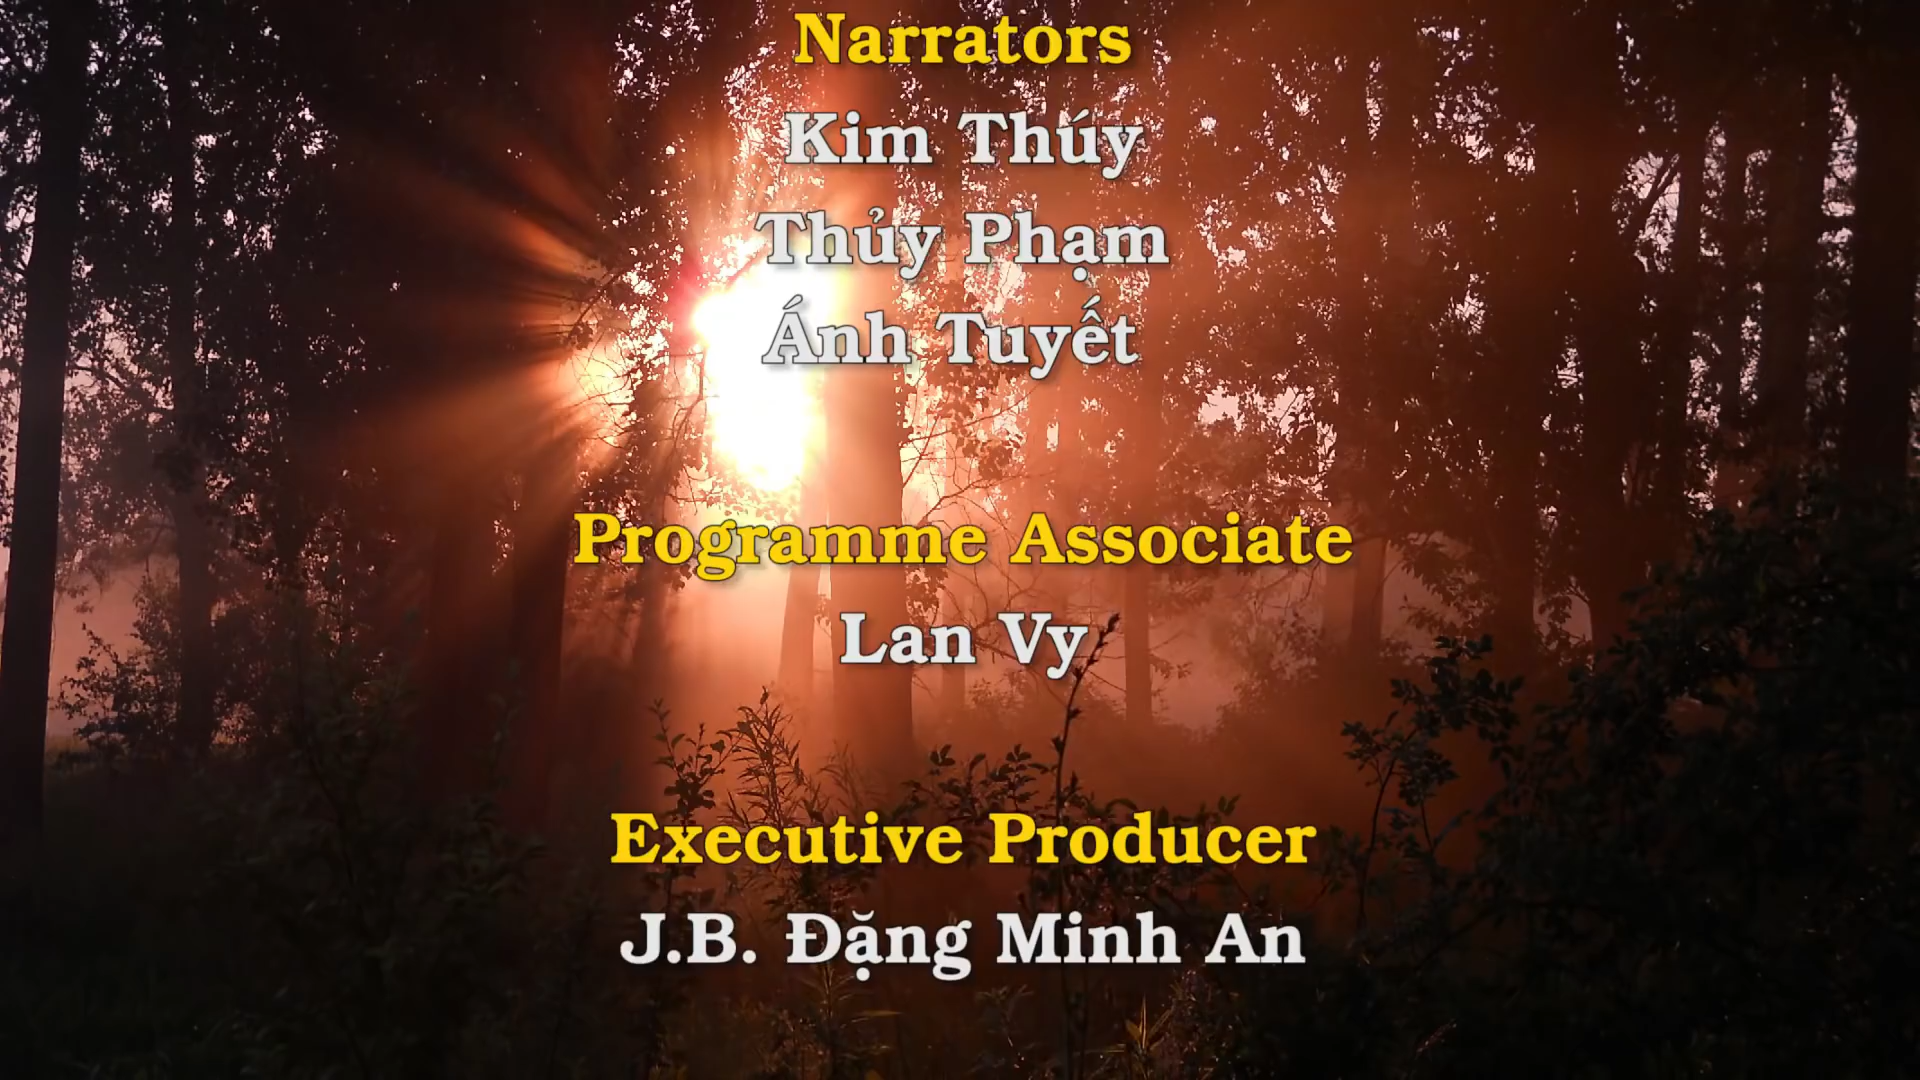 Narrators
Kim Thúy
Thủy Phạm
Ánh Tuyết
Programme Associate
Lan Vy
Executive Producer
J.B. Đặng Minh An